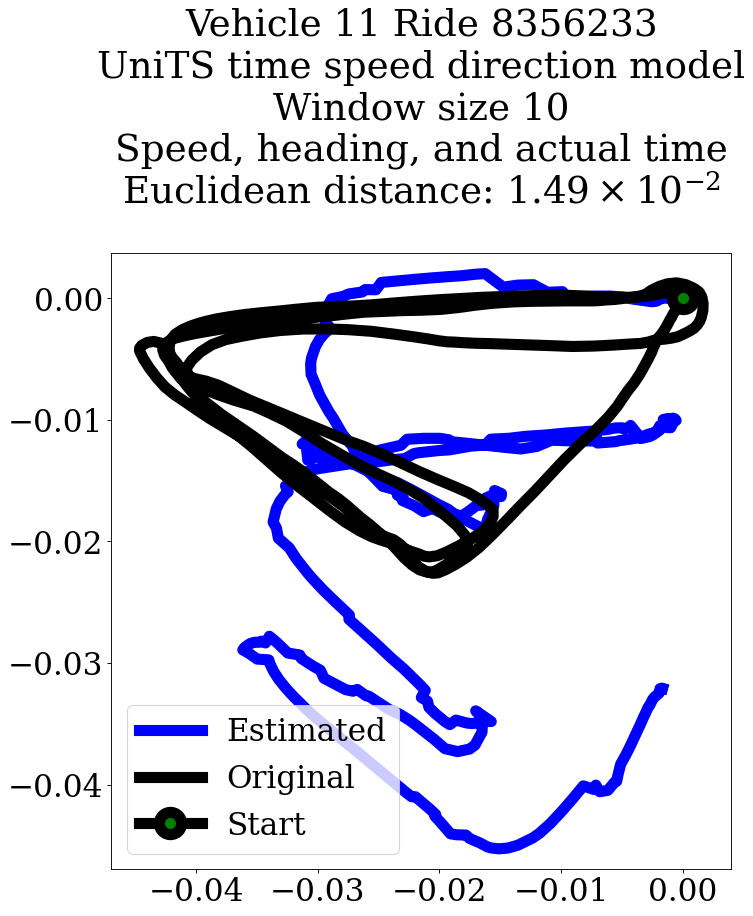 Vehicle 11 Ride 8356233
UniTS time speed direction model
Window size 10
Speed, heading, and actual time
Euclidean distance: 1.49 × 10⁻²
0.00
−0.01
−0.02
−0.03
−0.04
Estimated
Original
Start
−0.04 −0.03 −0.02 −0.01 0.00